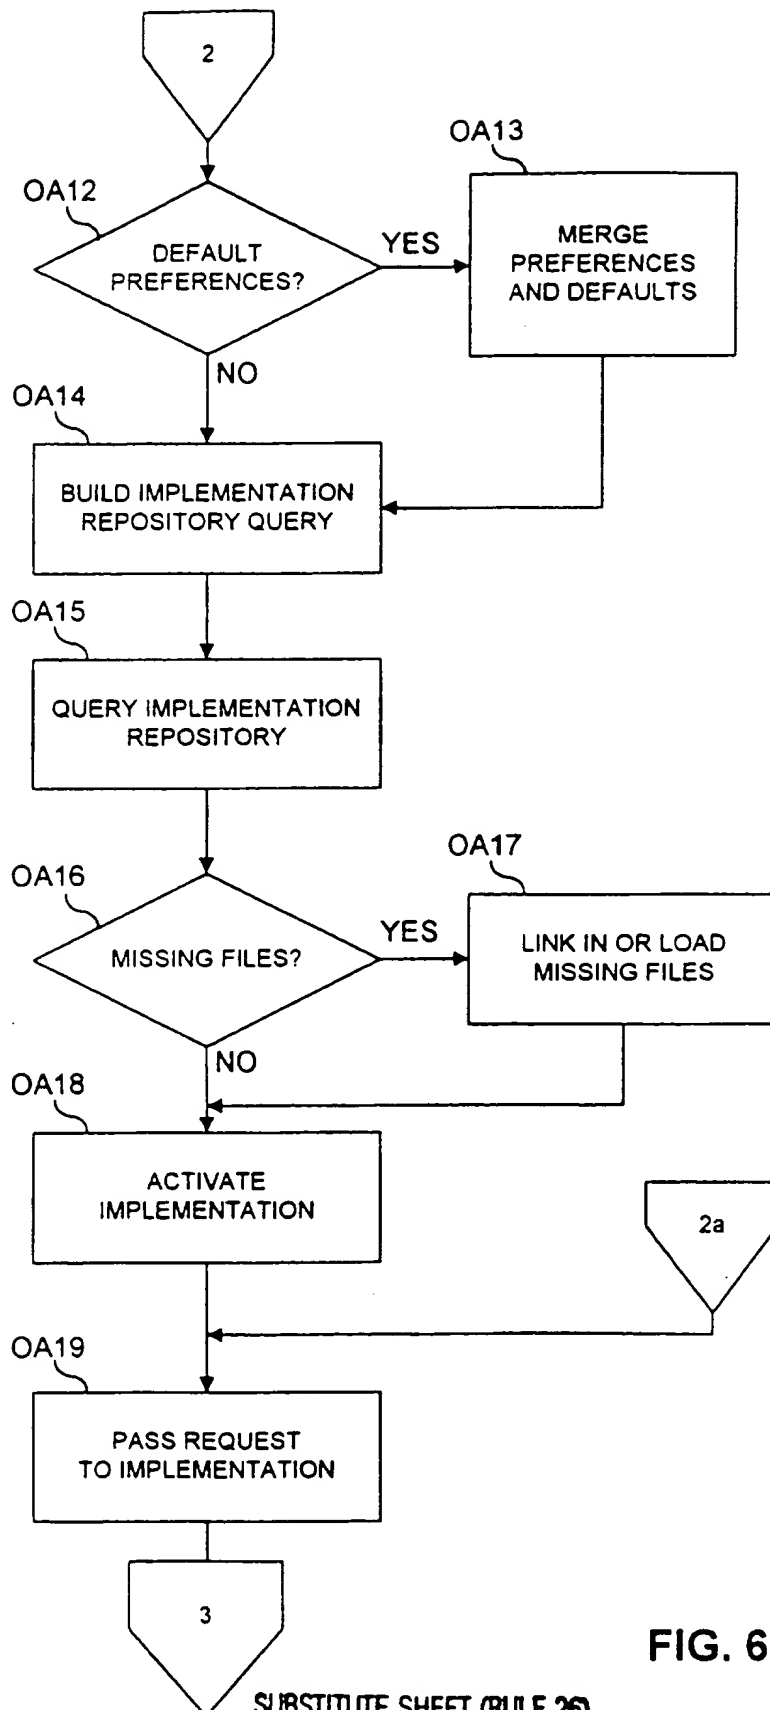 2
OA13
OA12
DEFAULT
PREFERENCES?
YES
MERGE
PREFERENCES
AND DEFAULTS
NO
OA14
BUILD IMPLEMENTATION
REPOSITORY QUERY
OA15
QUERY IMPLEMENTATION
REPOSITORY
OA17
OA16
MISSING FILES?
YES
LINK IN OR LOAD
MISSING FILES
NO
OA18
ACTIVATE
IMPLEMENTATION
2a
OA19
PASS REQUEST
TO IMPLEMENTATION
3
FIG. 6
SUBSTITUTE SHEET (RULE 26)